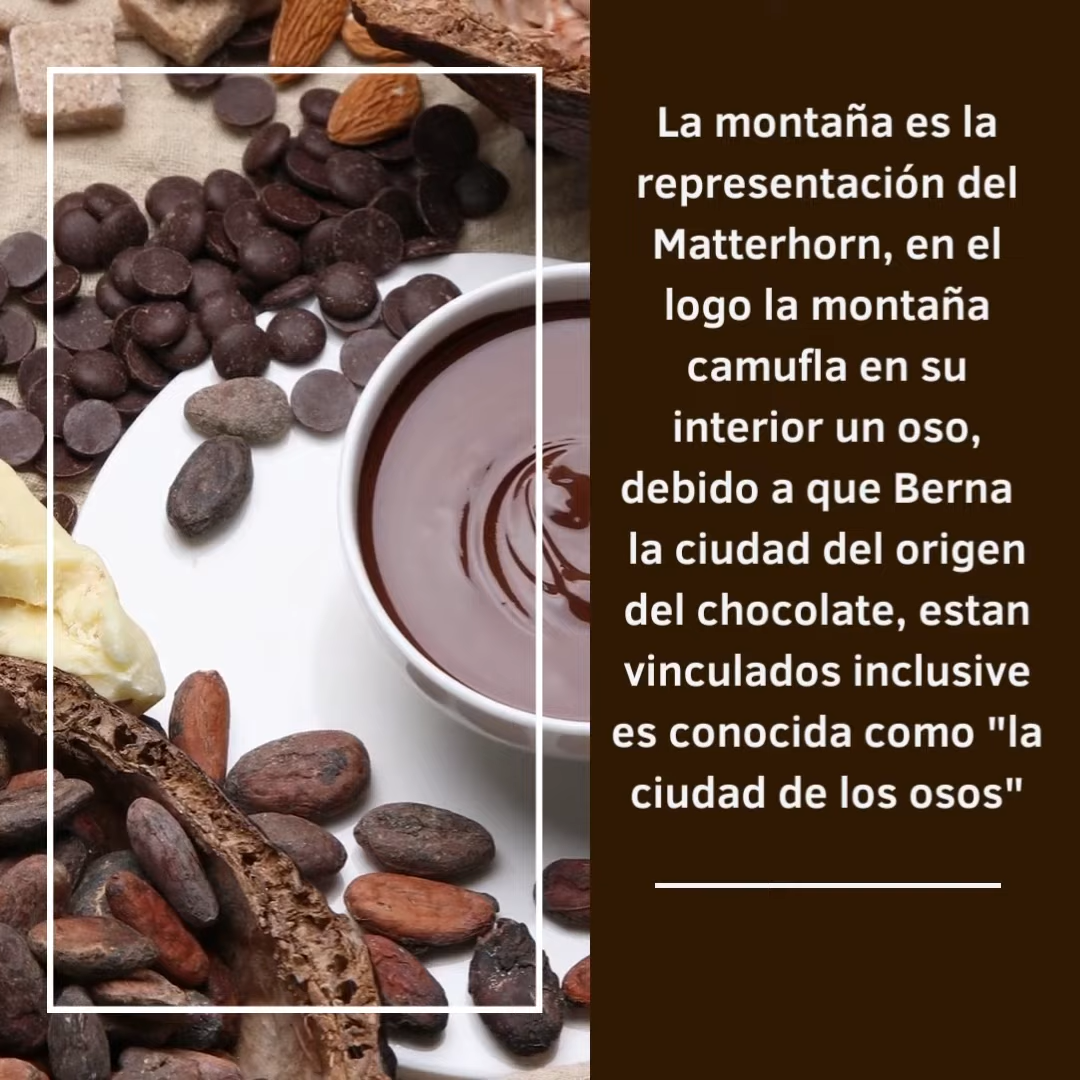 La montaña es la
representación del
Matterhorn, en el
logo la montaña
camufla en su
interior un oso,
debido a que Berna
la ciudad del origen
del chocolate, estan
vinculados inclusive
es conocida como "la
ciudad de los osos"